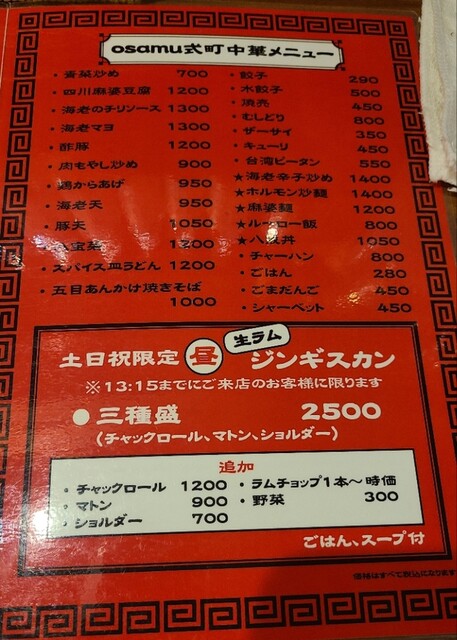 osamu式町中華メニュー
・青菜炒め 700
・四川麻婆豆腐 1200
・海老のチリソース 1300
・海老マヨ 1300
・酢豚 1200
・肉もやし炒め 900
・鶏からあげ 950
・海老天 950
・豚天 1050
・八宝菜 1200
・スパイス皿うどん 1200
・五目あんかけ焼きそば
1000
・餃子 290
・水餃子 500
・焼売 450
・むしどり 800
・ザーサイ 350
・キューリ 450
・台湾ピータン 550
★海老辛子炒め 1400
★ホルモン炒麺 1400
★麻婆麺 1200
★ルーロー飯 800
★八宝丼 1050
・チャーハン 800
・ごはん 280
・ごまだんご 450
・シャーベット 450
土日祝限定 昼 生ラム ジンギスカン
※13:15までにご来店のお客様に限ります
●三種盛 2500
(チャックロール、マトン、ショルダー)
追加
・チャックロール 1200
・マトン 900
・ショルダー 700
・ラムチョップ1本〜時価
・野菜 300
ごはん、スープ付
価格はすべて税込になります